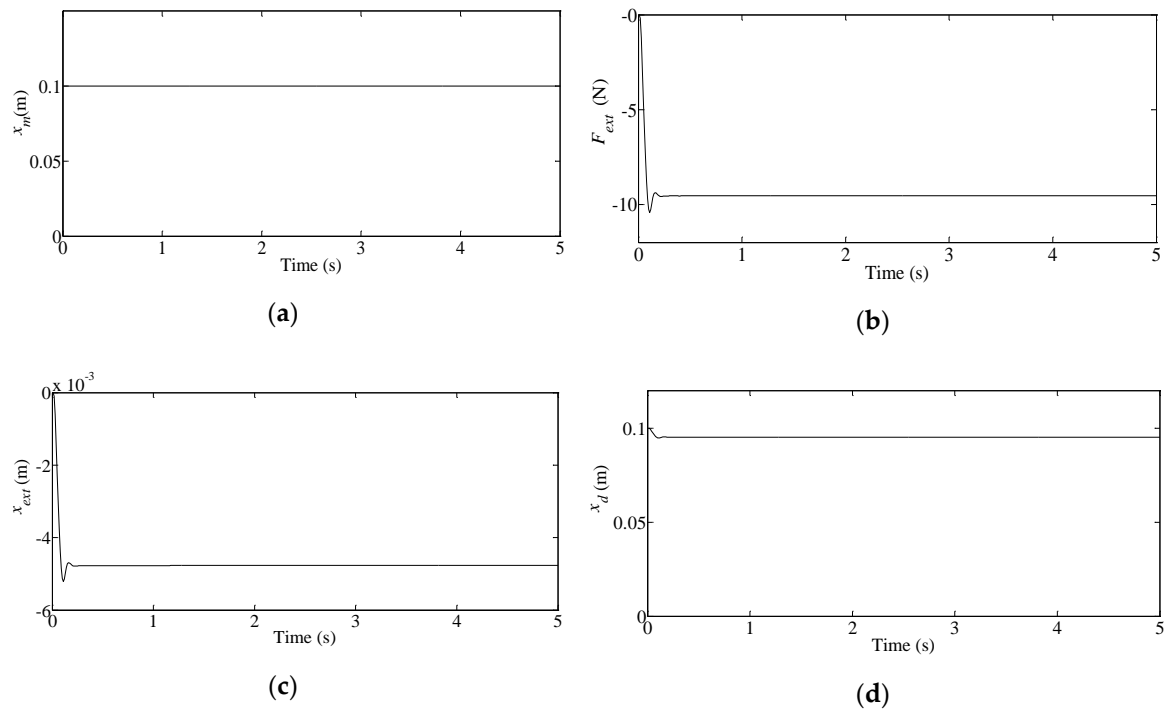 0.1
0.05
0
x_m(m)
0 1 2 3 4 5
Time (s)
(a)
-0
-5
-10
F_ext (N)
0 1 2 3 4 5
Time (s)
(b)
x 10^-3
0
-2
-4
-6
x_ext (m)
0 1 2 3 4 5
Time (s)
(c)
0.1
0.05
0
x_d (m)
0 1 2 3 4 5
Time (s)
(d)